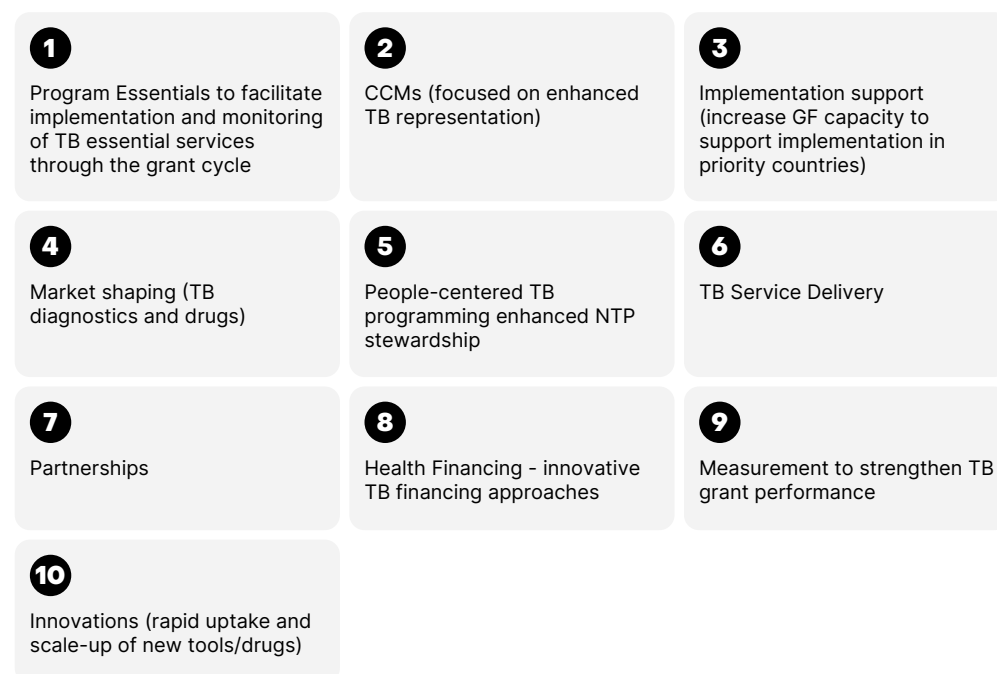 1
Program Essentials to facilitate
implementation and monitoring
of TB essential services
through the grant cycle
2
CCMs (focused on enhanced
TB representation)
3
Implementation support
(increase GF capacity to
support implementation in
priority countries)
4
Market shaping (TB
diagnostics and drugs)
5
People-centered TB
programming enhanced NTP
stewardship
6
TB Service Delivery
7
Partnerships
8
Health Financing - innovative
TB financing approaches
9
Measurement to strengthen TB
grant performance
10
Innovations (rapid uptake and
scale-up of new tools/drugs)